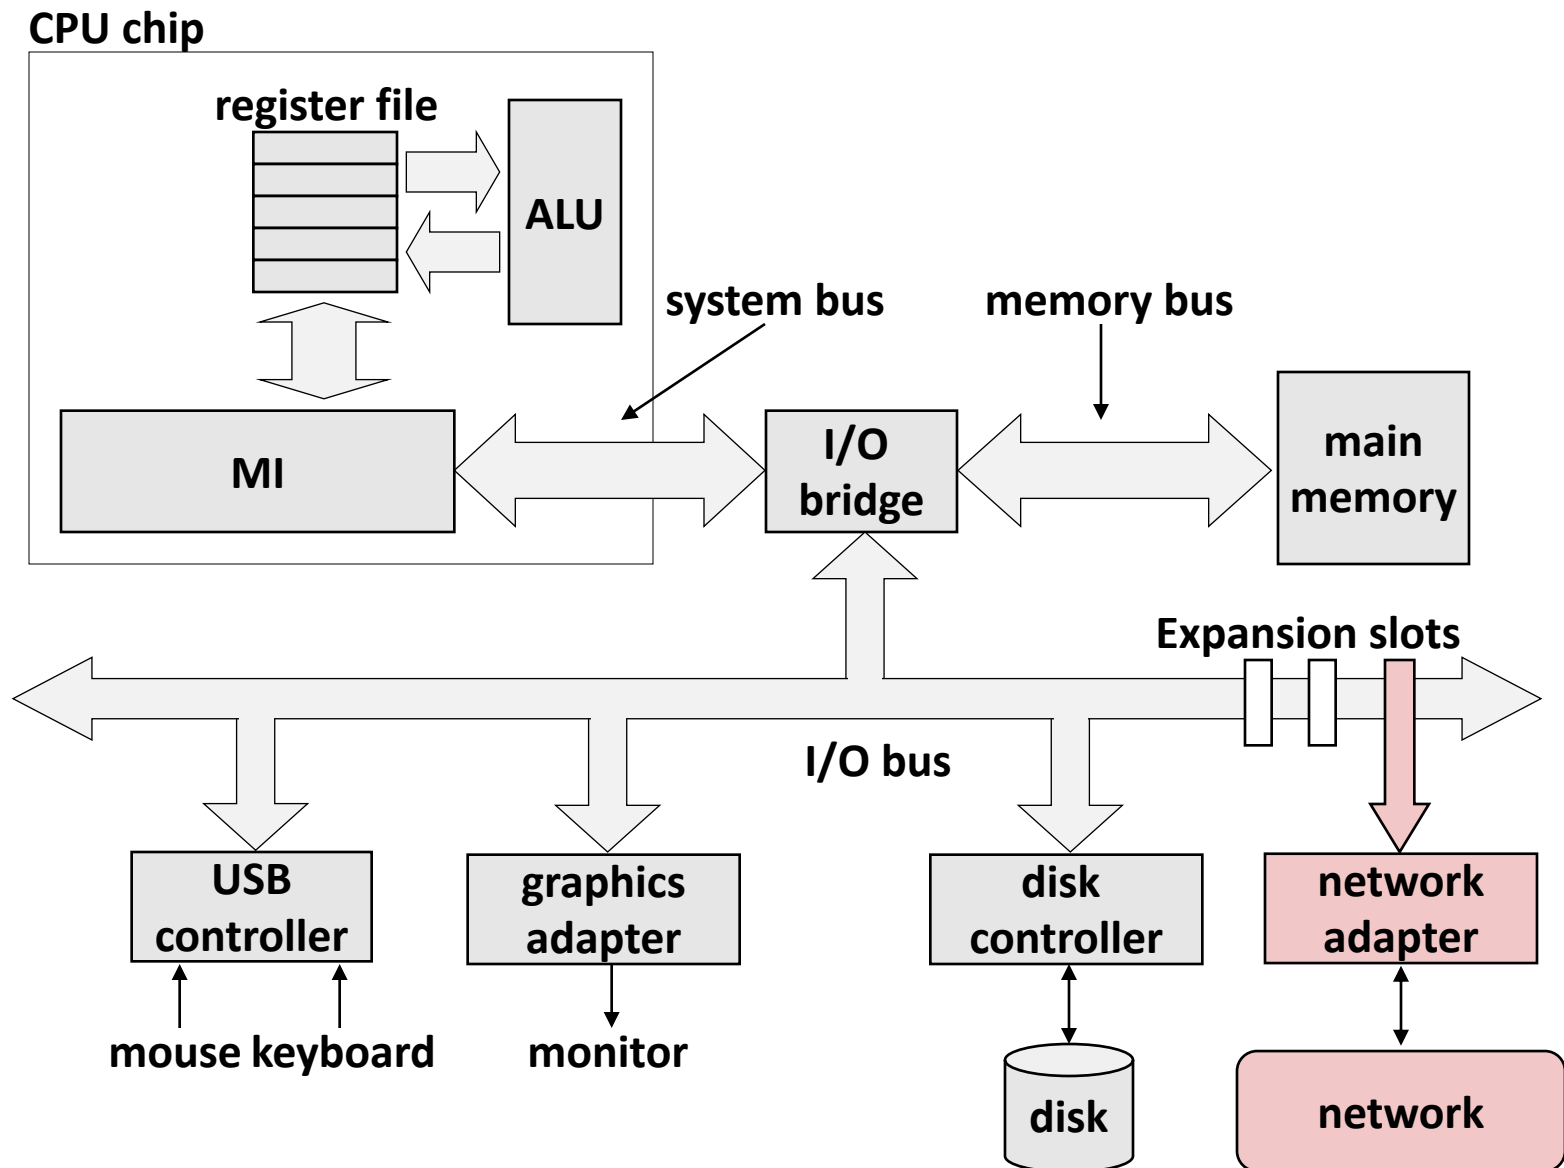 CPU chip
register file
ALU
system bus
memory bus
MI
I/O
bridge
main
memory
Expansion slots
I/O bus
USB
controller
graphics
adapter
disk
controller
network
adapter
mouse keyboard
monitor
disk
network